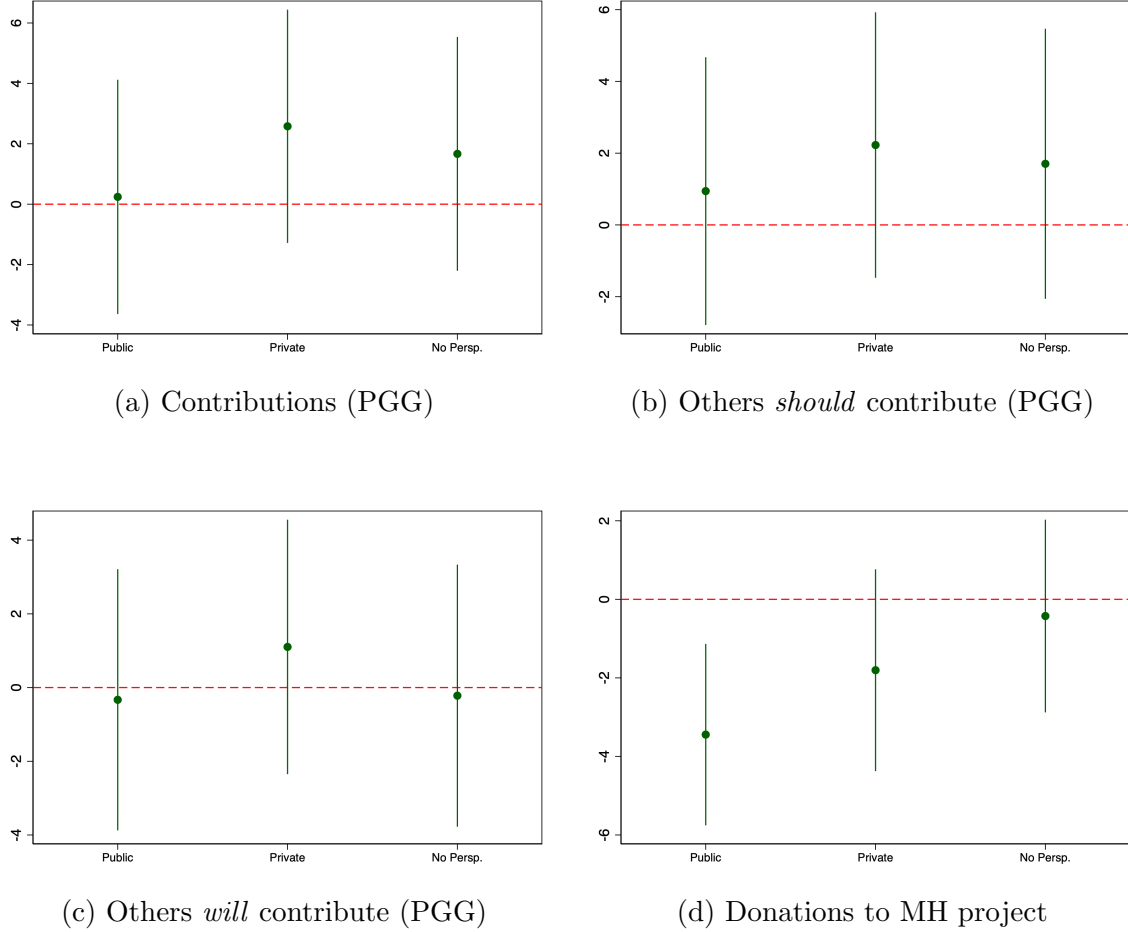 6
4
2
0
-2
-4
Public Private No Persp.
(a) Contributions (PGG)
6
4
2
0
-2
Public Private No Persp.
(b) Others should contribute (PGG)
4
2
0
-2
-4
Public Private No Persp.
(c) Others will contribute (PGG)
2
0
-2
-4
-6
Public Private No Persp.
(d) Donations to MH project